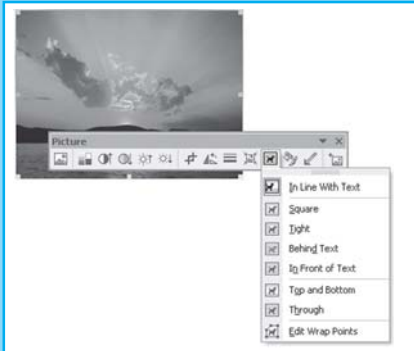 Picture
In Line With Text
Square
Tight
Behind Text
In Front of Text
Top and Bottom
Through
Edit Wrap Points